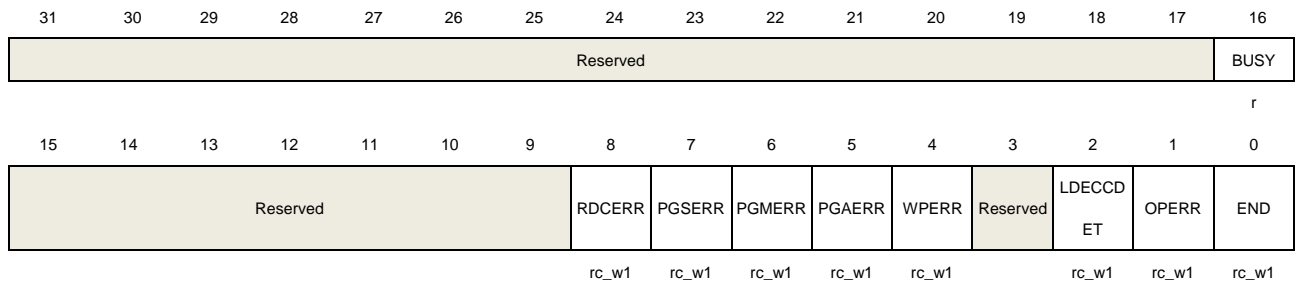 31 30 29 28 27 26 25 24 23 22 21 20 19 18 17 16
Reserved BUSY
r
15 14 13 12 11 10 9 8 7 6 5 4 3 2 1 0
Reserved RDCERR PGSERR PGMERR PGAERR WPERR Reserved LDECCD
ET OPERR END
rc_w1 rc_w1 rc_w1 rc_w1 rc_w1 rc_w1 rc_w1 rc_w1